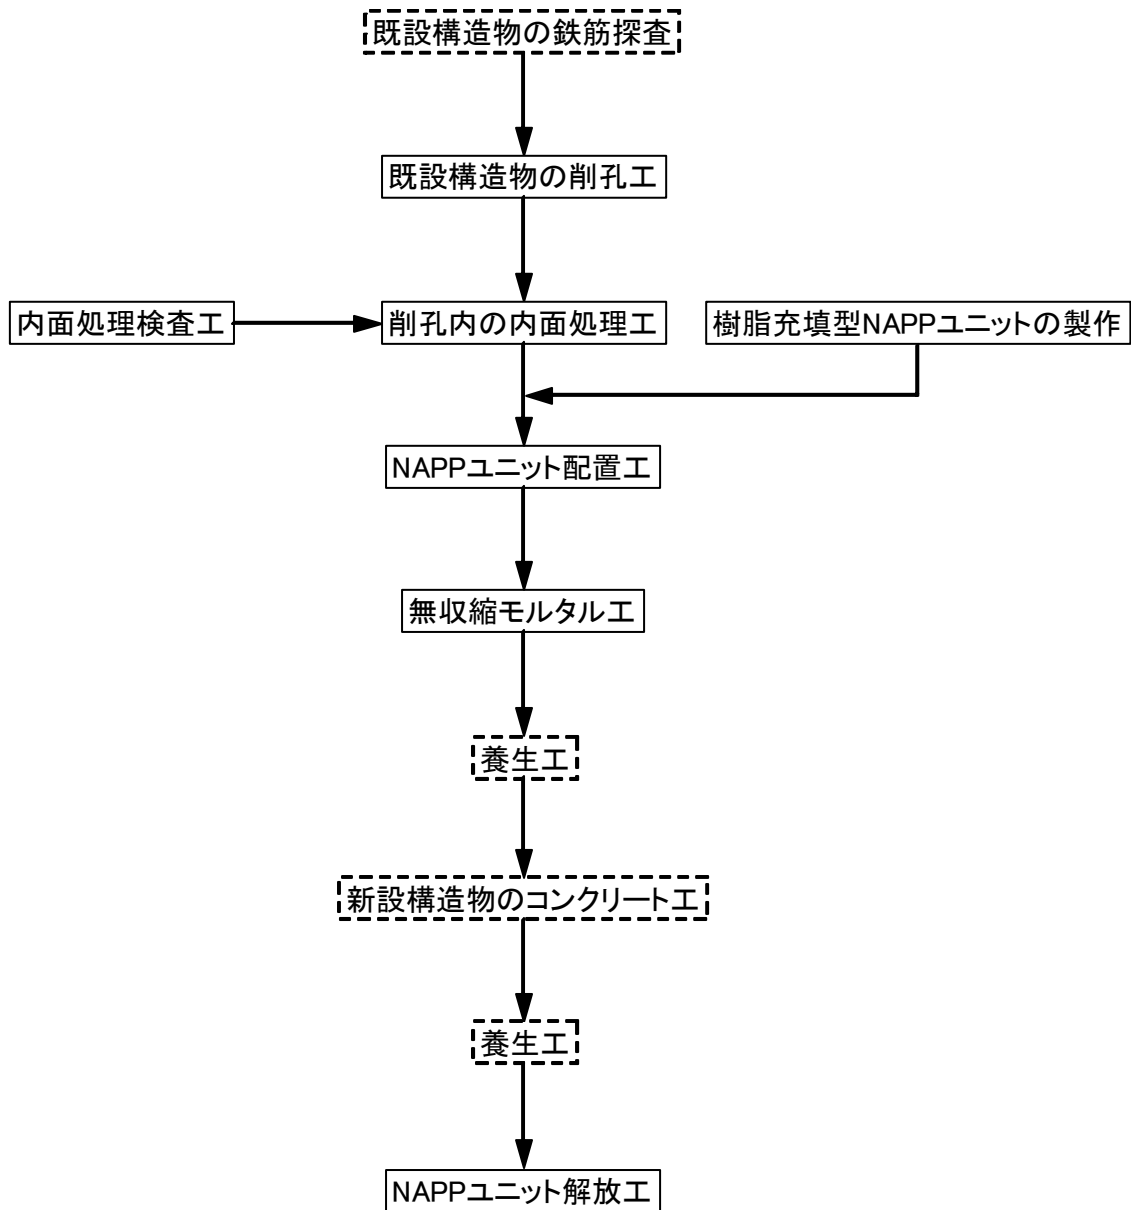 既設構造物の鉄筋探査
既設構造物の削孔工
内面処理検査工
削孔内の内面処理工
樹脂充填型NAPPユニットの製作
NAPPユニット配置工
無収縮モルタル工
養生工
新設構造物のコンクリート工
養生工
NAPPユニット解放工